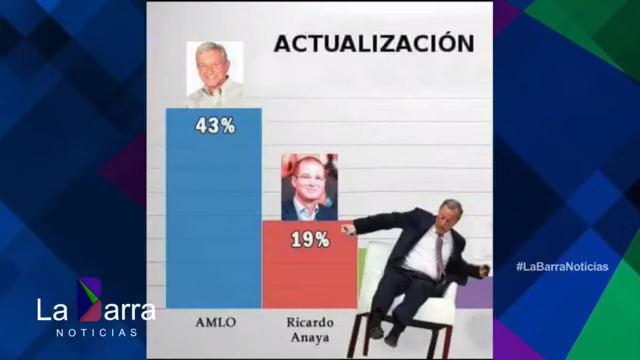 ACTUALIZACIÓN
43%
19%
AMLO
Ricardo
Anaya
#LaBarraNoticias
La Barra
NOTICIAS